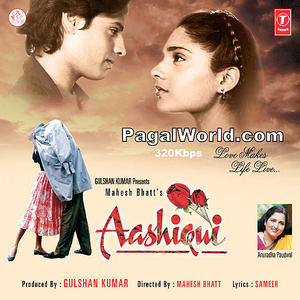 T
SERIES
PagalWorld.com
320Kbps
Love Makes
Life Live...
GULSHAN KUMAR Presents
Mahesh Bhatt's
Aashiqui
Anuradha Paudwal
Produced By : GULSHAN KUMAR Directed By : MAHESH BHATT Lyrics : SAMEER